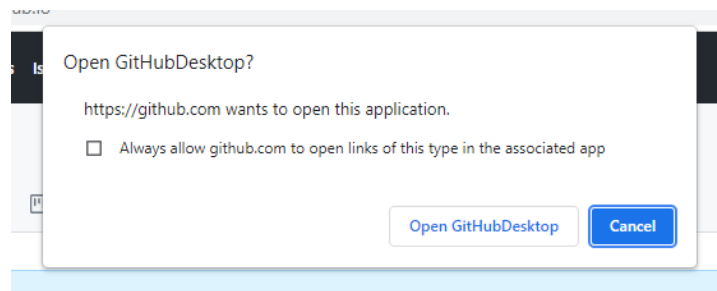 Open GitHubDesktop?
Is
https://github.com wants to open this application.
Always allow github.com to open links of this type in the associated app
Open GitHubDesktop
Cancel